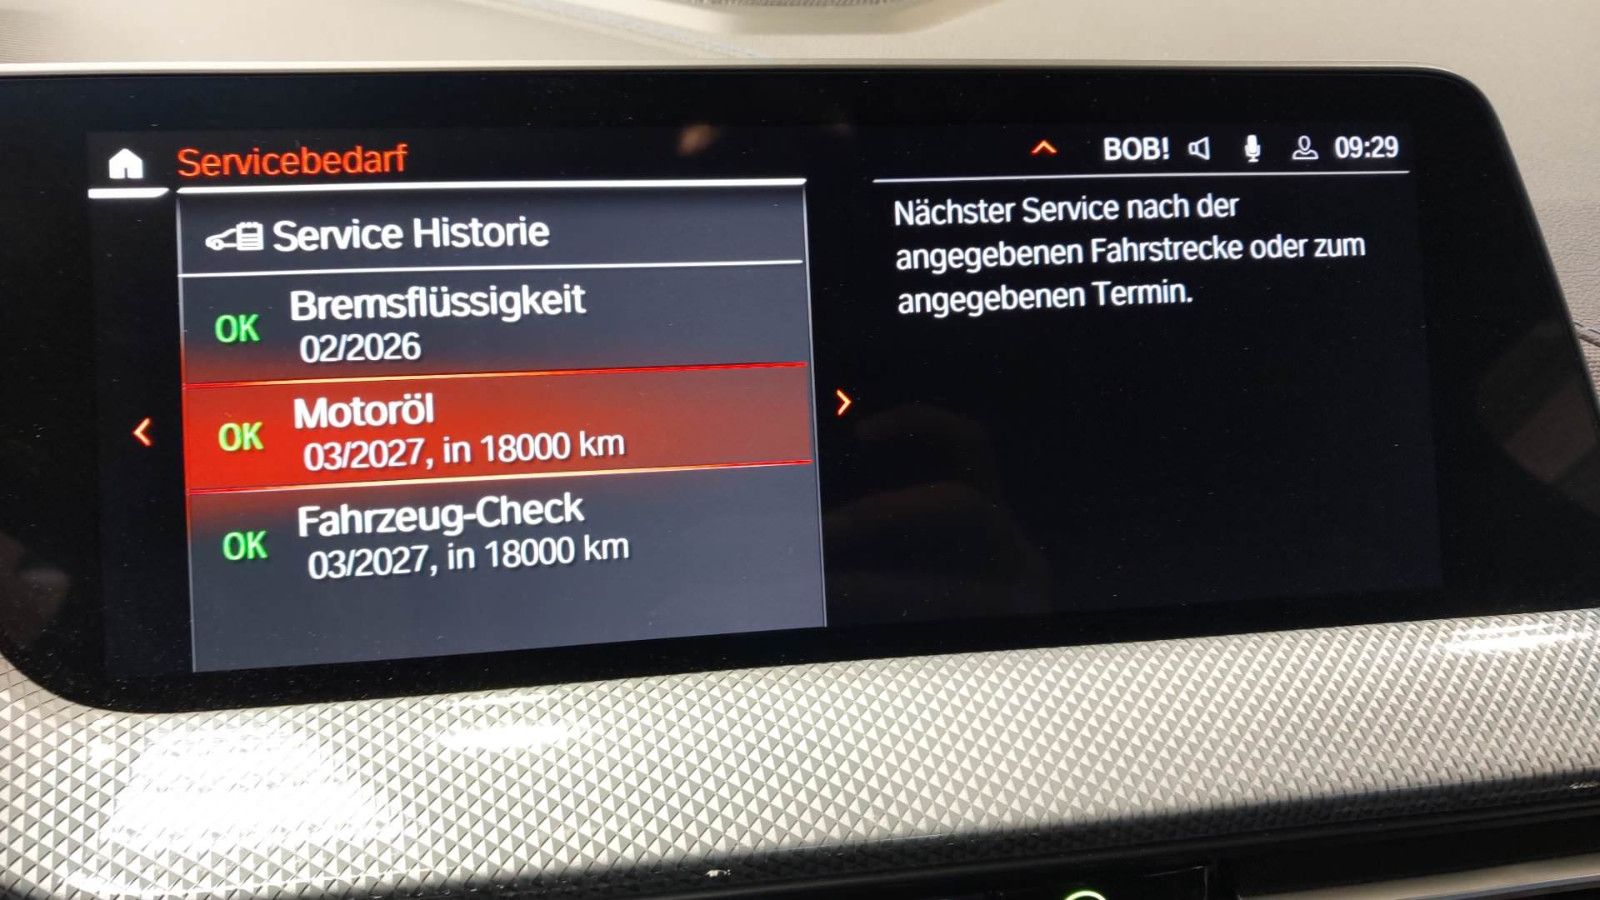 Servicebedarf
BOB! 09:29
Service Historie
OK Bremsflüssigkeit
02/2026
OK Motoröl
03/2027, in 18000 km
OK Fahrzeug-Check
03/2027, in 18000 km
Nächster Service nach der
angegebenen Fahrstrecke oder zum
angegebenen Termin.